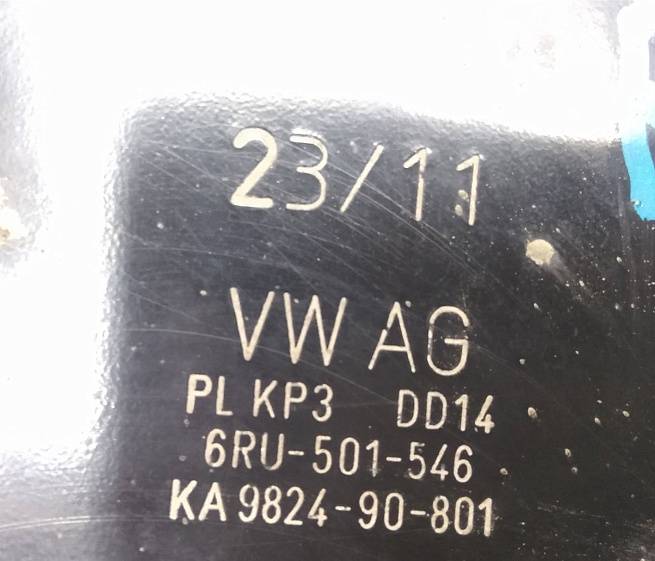 23/11
VW AG
PL KP3 DD14
6RU-501-546
KA 9824-90-801